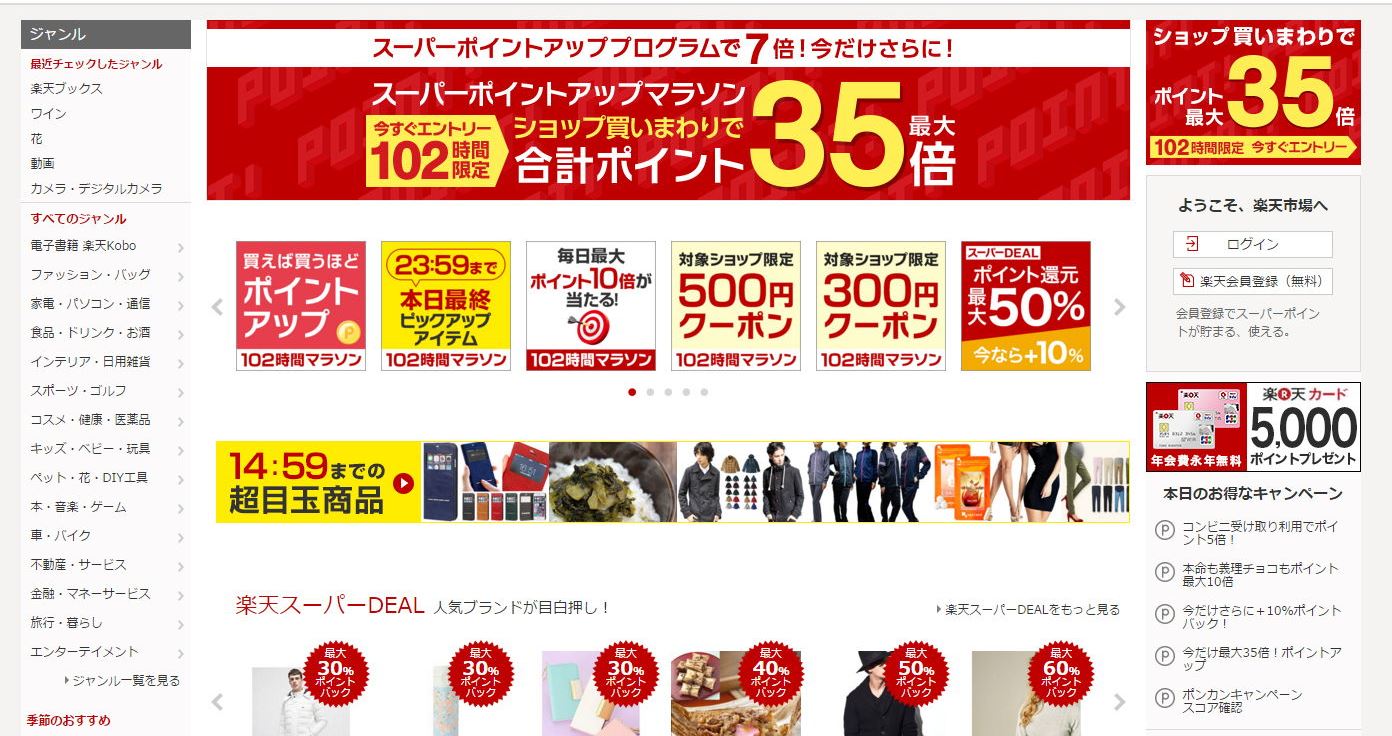 ジャンル
最近チェックしたジャンル
楽天ブックス
ワイン
花
動画
カメラ・デジタルカメラ
すべてのジャンル
電子書籍 楽天Kobo
ファッション・バッグ
家電・パソコン・通信
食品・ドリンク・お酒
インテリア・日用雑貨
スポーツ・ゴルフ
コスメ・健康・医薬品
キッズ・ベビー・玩具
ペット・花・DIY工具
本・音楽・ゲーム
車・バイク
不動産・サービス
金融・マネーサービス
旅行・暮らし
エンターテイメント
ジャンル一覧を見る
季節のおすすめ
スーパーポイントアッププログラムで7倍!今だけさらに!
スーパーポイントアップマラソン
今すぐエントリー
102時間限定
ショップ買いまわりで
合計ポイント
35
最大
倍
買えば買うほど
ポイント
アップ
P
102時間マラソン
23:59まで
本日最終
ピックアップ
アイテム
102時間マラソン
毎日最大
ポイント10倍が
当たる!
102時間マラソン
対象ショップ限定
500円
クーポン
102時間マラソン
対象ショップ限定
300円
クーポン
102時間マラソン
スーパーDEAL
ポイント還元
最大50%
今なら+10%
14:59までの
超目玉商品
楽天スーパーDEAL 人気ブランドが目白押し!
楽天スーパーDEALをもっと見る
最大
30%
ポイント
バック
最大
30%
ポイント
バック
最大
30%
ポイント
バック
最大
40%
ポイント
バック
最大
50%
ポイント
バック
最大
60%
ポイント
バック
ショップ買いまわりで
ポイント
最大
35倍
102時間限定 今すぐエントリー
ようこそ、楽天市場へ
ログイン
楽天会員登録（無料）
会員登録でスーパーポイン
トが貯まる、使える。
楽天カード
5,000
ポイントプレゼント
年会費永年無料
本日のお得なキャンペーン
コンビニ受け取り利用でポイ
ント5倍！
本命も義理チョコもポイント
最大10倍
今だけさらに＋10%ポイント
バック！
今だけ最大35倍！ポイントア
ップ
ポンカンキャンペーン
スコア確認